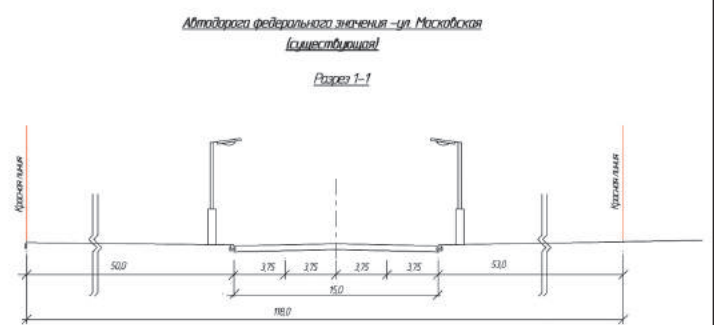 Автодорога федерального значения -ул. Московская
(существующая)
Разрез 1-1
Красная линия
Красная линия
50,0
3,75
3,75
3,75
3,75
53,0
15,0
118,0